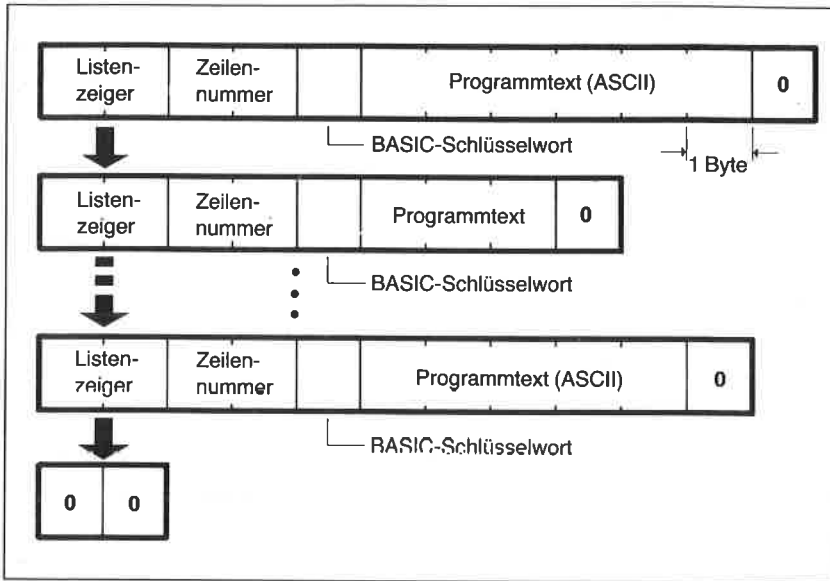 Listen-
zeiger
Zeilen-
nummer
Programmtext (ASCII)
0
BASIC-Schlüsselwort
1 Byte
Listen-
zeiger
Zeilen-
nummer
Programmtext
0
BASIC-Schlüsselwort
Listen-
zeiger
Zeilen-
nummer
Programmtext (ASCII)
0
BASIC-Schlüsselwort
0 0